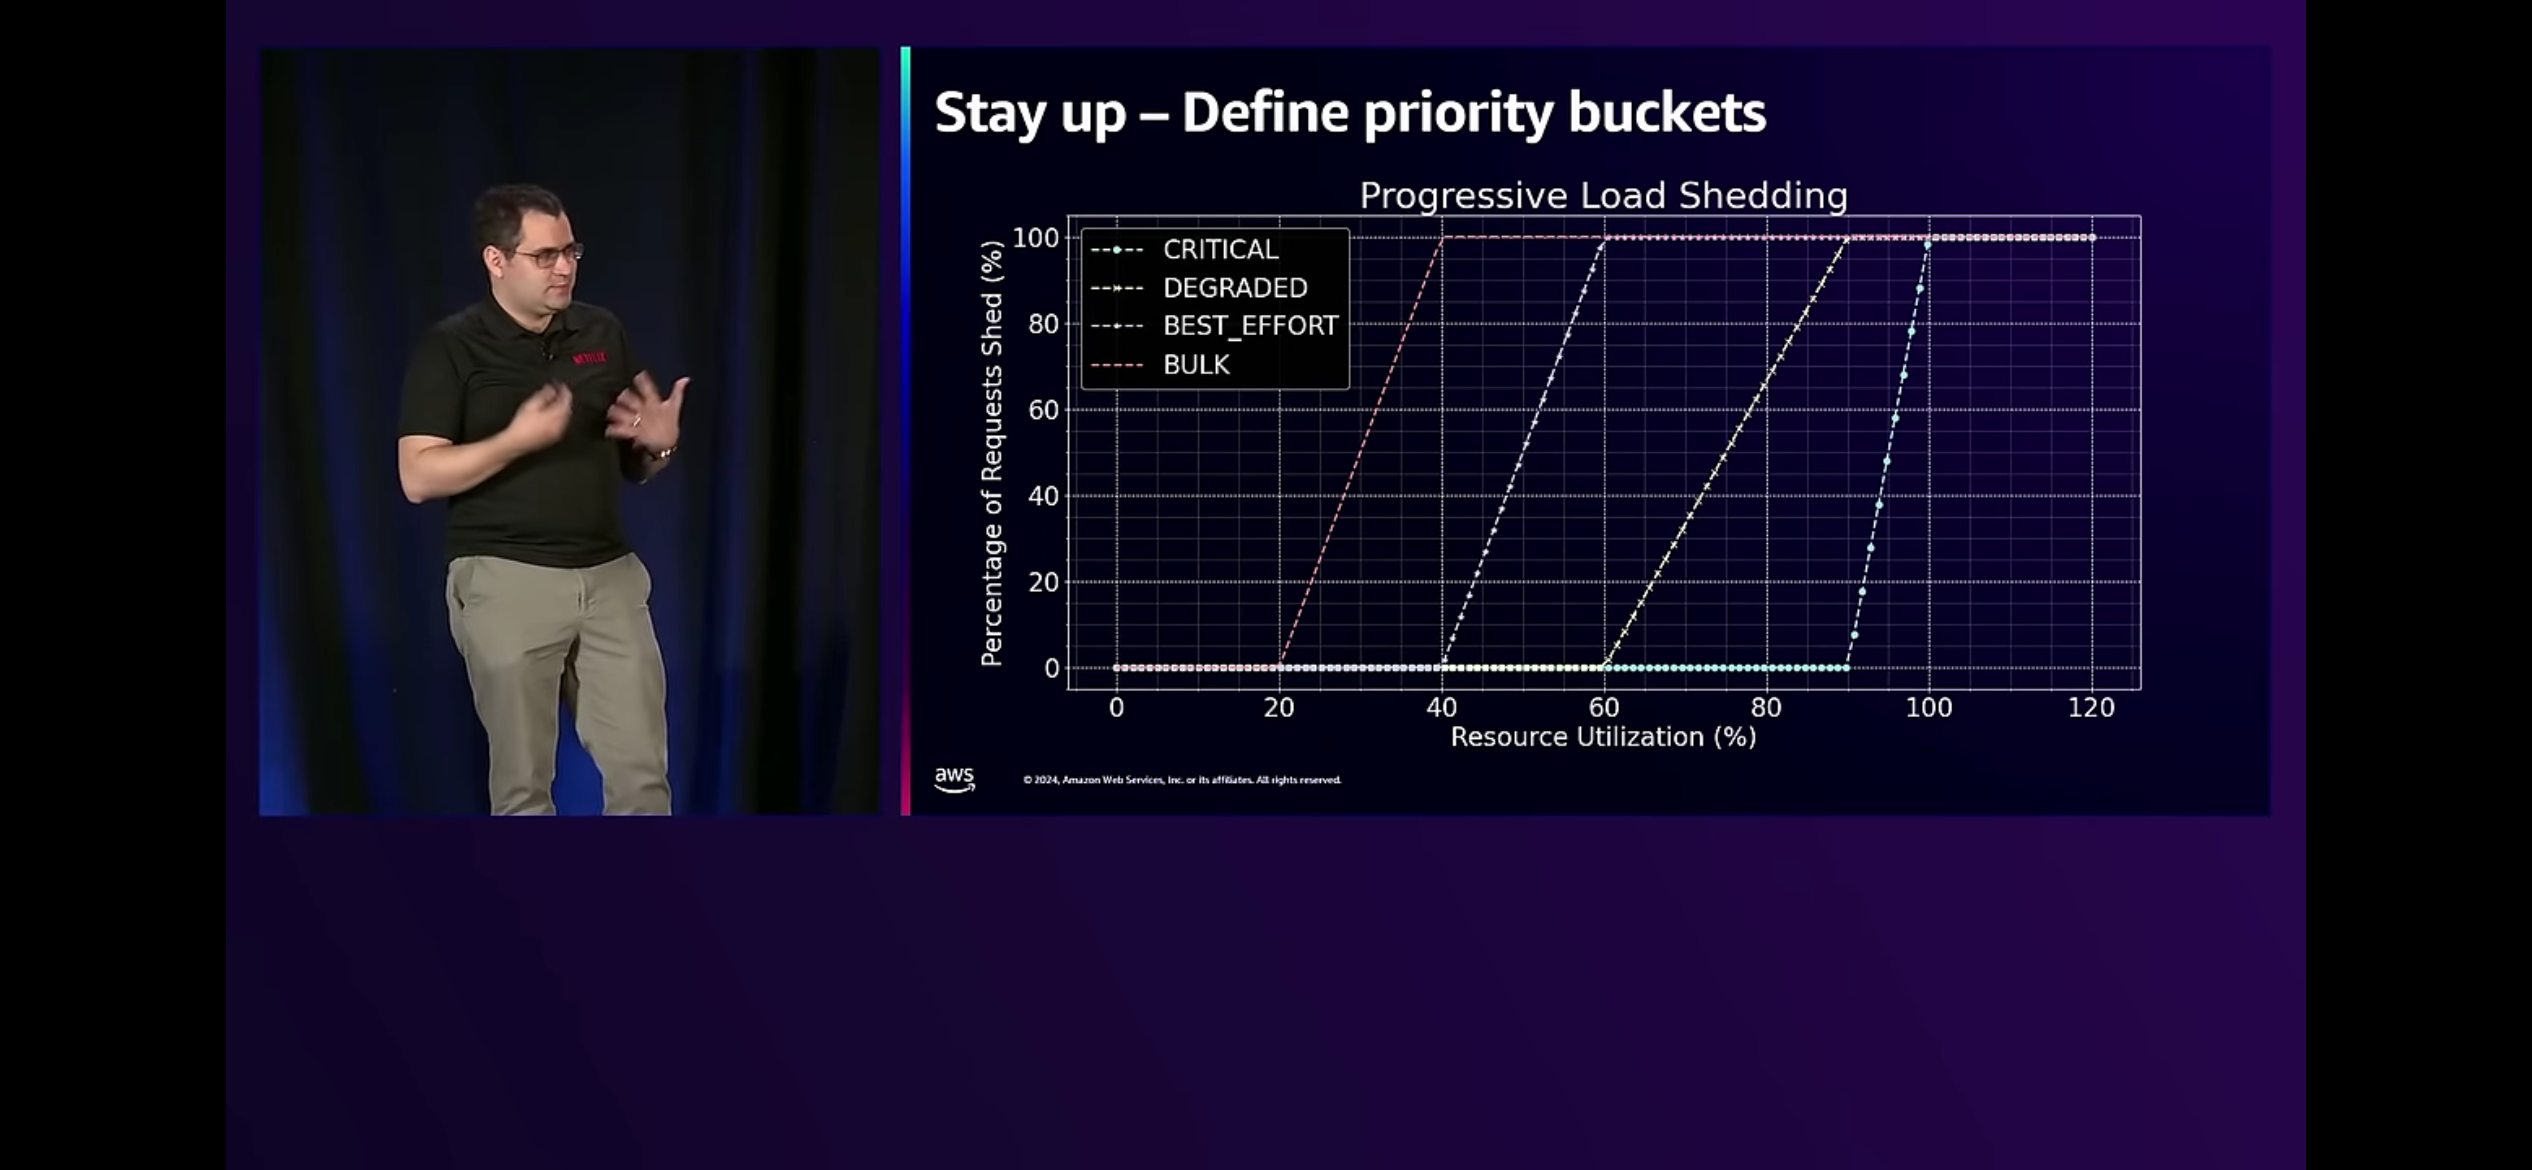 NETFLIX
Stay up – Define priority buckets
Progressive Load Shedding
CRITICAL
DEGRADED
BEST_EFFORT
BULK
Percentage of Requests Shed (%)
100
80
60
40
20
0
0 20 40 60 80 100 120
Resource Utilization (%)
aws
© 2024, Amazon Web Services, Inc. or its affiliates. All rights reserved.